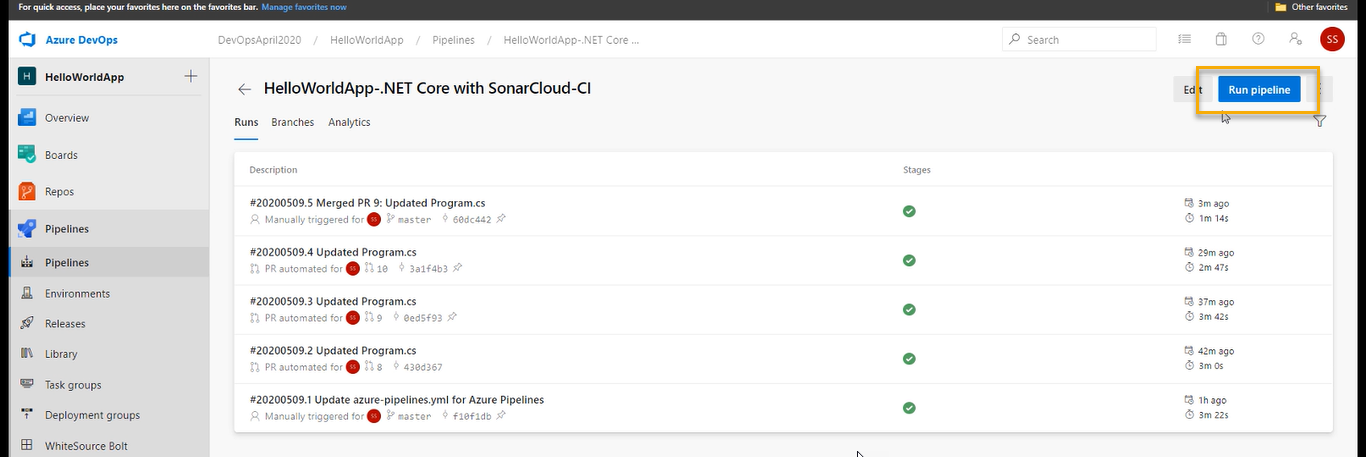 For quick access, place your favorites here on the favorites bar. Manage favorites now
Other favorites
Azure DevOps
DevOpsApril2020 / HelloWorldApp / Pipelines / HelloWorldApp-.NET Core ...
Search
SS
H HelloWorldApp
Overview
Boards
Repos
Pipelines
Pipelines
Environments
Releases
Library
Task groups
Deployment groups
WhiteSource Bolt
HelloWorldApp-.NET Core with SonarCloud-CI
Edit
Run pipeline
Runs Branches Analytics
Description Stages
#20200509.5 Merged PR 9: Updated Program.cs
3m ago
Manually triggered for SS master 60dc442
1m 14s
#20200509.4 Updated Program.cs
29m ago
PR automated for SS 10 3a1f4b3
2m 47s
#20200509.3 Updated Program.cs
37m ago
PR automated for SS 9 0ed5f93
3m 42s
#20200509.2 Updated Program.cs
42m ago
PR automated for SS 8 430d367
3m 0s
#20200509.1 Update azure-pipelines.yml for Azure Pipelines
1h ago
Manually triggered for SS master f10f1db
3m 22s